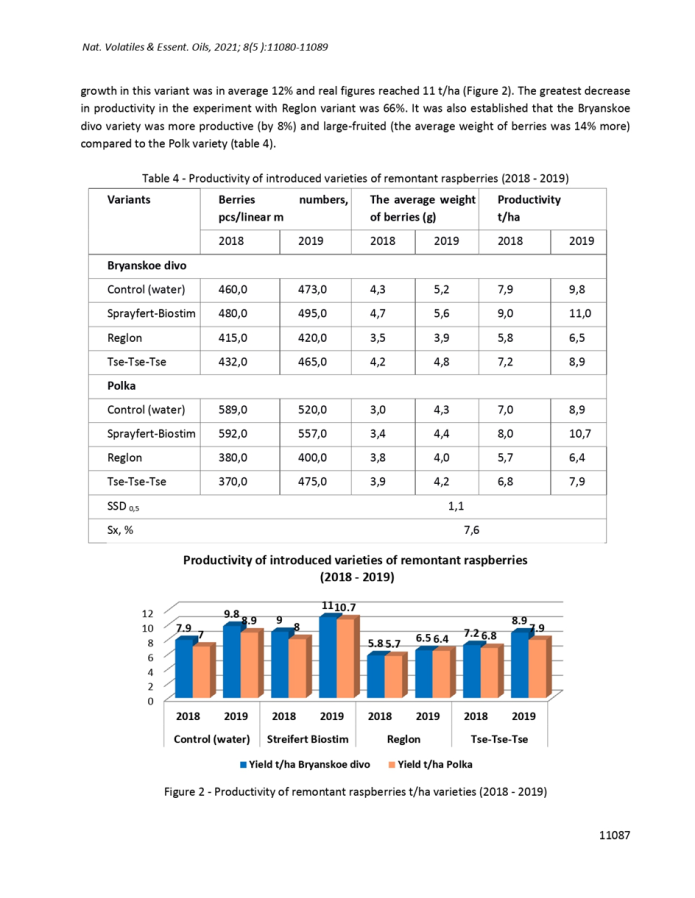 Nat. Volatiles & Essent. Oils, 2021; 8(5 ):11080-11089
growth in this variant was in average 12% and real figures reached 11 t/ha (Figure 2). The greatest decrease
in productivity in the experiment with Reglon variant was 66%. It was also established that the Bryanskoe
divo variety was more productive (by 8%) and large-fruited (the average weight of berries was 14% more)
compared to the Polk variety (table 4).
Table 4 - Productivity of introduced varieties of remontant raspberries (2018 - 2019)
Variants Berries numbers, The average weight Productivity
pcs/linear m of berries (g) t/ha
2018 2019 2018 2019 2018 2019
Bryanskoe divo
Control (water) 460,0 473,0 4,3 5,2 7,9 9,8
Sprayfert-Biostim 480,0 495,0 4,7 5,6 9,0 11,0
Reglon 415,0 420,0 3,5 3,9 5,8 6,5
Tse-Tse-Tse 432,0 465,0 4,2 4,8 7,2 8,9
Polka
Control (water) 589,0 520,0 3,0 4,3 7,0 8,9
Sprayfert-Biostim 592,0 557,0 3,4 4,4 8,0 10,7
Reglon 380,0 400,0 3,8 4,0 5,7 6,4
Tse-Tse-Tse 370,0 475,0 3,9 4,2 6,8 7,9
SSD 0,5 1,1
Sx, % 7,6
Productivity of introduced varieties of remontant raspberries
(2018 - 2019)
12
10
8
6
4
2
0
7.9 7 9.8 8.9 9 8 11 10.7 5.8 5.7 6.5 6.4 7.2 6.8 8.9 7.9
2018 2019 2018 2019 2018 2019 2018 2019
Control (water) Streifert Biostim Reglon Tse-Tse-Tse
Yield t/ha Bryanskoe divo Yield t/ha Polka
Figure 2 - Productivity of remontant raspberries t/ha varieties (2018 - 2019)
11087